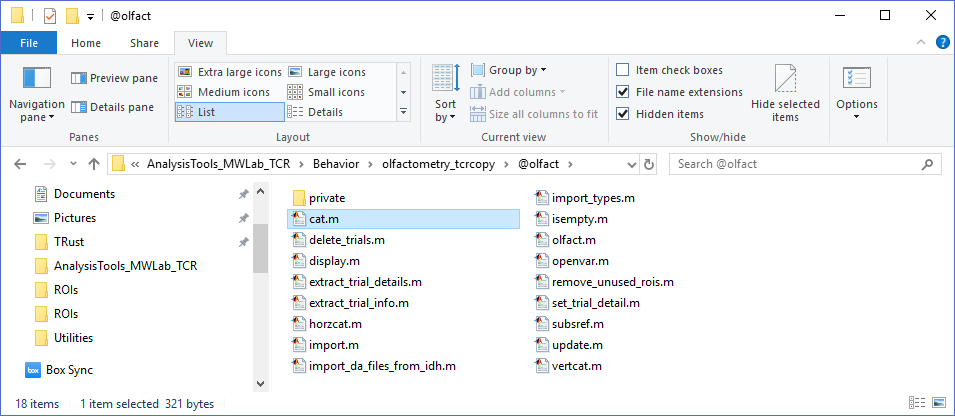 @olfact
File Home Share View
Navigation pane
Preview pane
Details pane
Panes
Extra large icons Large icons
Medium icons Small icons
List Details
Layout
Sort by
Group by
Add columns
Size all columns to fit
Current view
Item check boxes
File name extensions
Hidden items
Hide selected items
Show/hide
Options
« AnalysisTools_MWLab_TCR > Behavior > olfactometry_tcrcopy > @olfact >
Search @olfact
Documents
Pictures
TRust
AnalysisTools_MWLab_TCR
ROIs
ROIs
Utilities
box Box Sync
private
cat.m
delete_trials.m
display.m
extract_trial_details.m
extract_trial_info.m
horzcat.m
import.m
import_da_files_from_idh.m
import_types.m
isempty.m
olfact.m
openvar.m
remove_unused_rois.m
set_trial_detail.m
subsref.m
update.m
vertcat.m
18 items 1 item selected 321 bytes